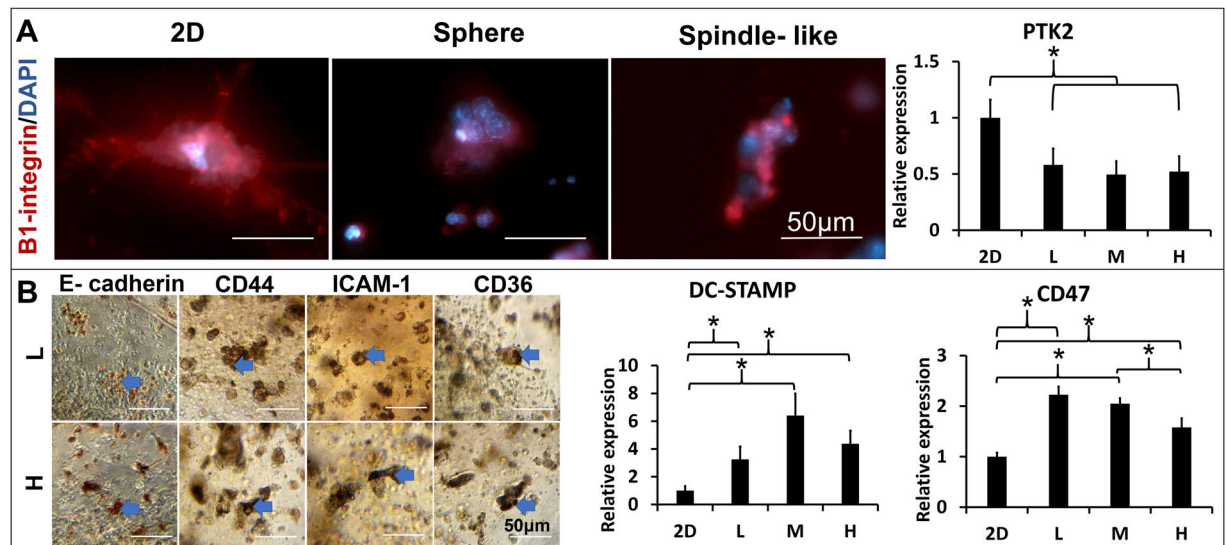 A
2D
Sphere
Spindle- like
B1-integrin/DAPI
50µm
PTK2
*
Relative expression
1.5
1
0.5
0
2D L M H
B
E- cadherin CD44 ICAM-1 CD36
L
H
50µm
DC-STAMP
*
*
*
Relative expression
10
8
6
4
2
0
2D L M H
CD47
*
*
*
*
Relative expression
3
2
1
0
2D L M H